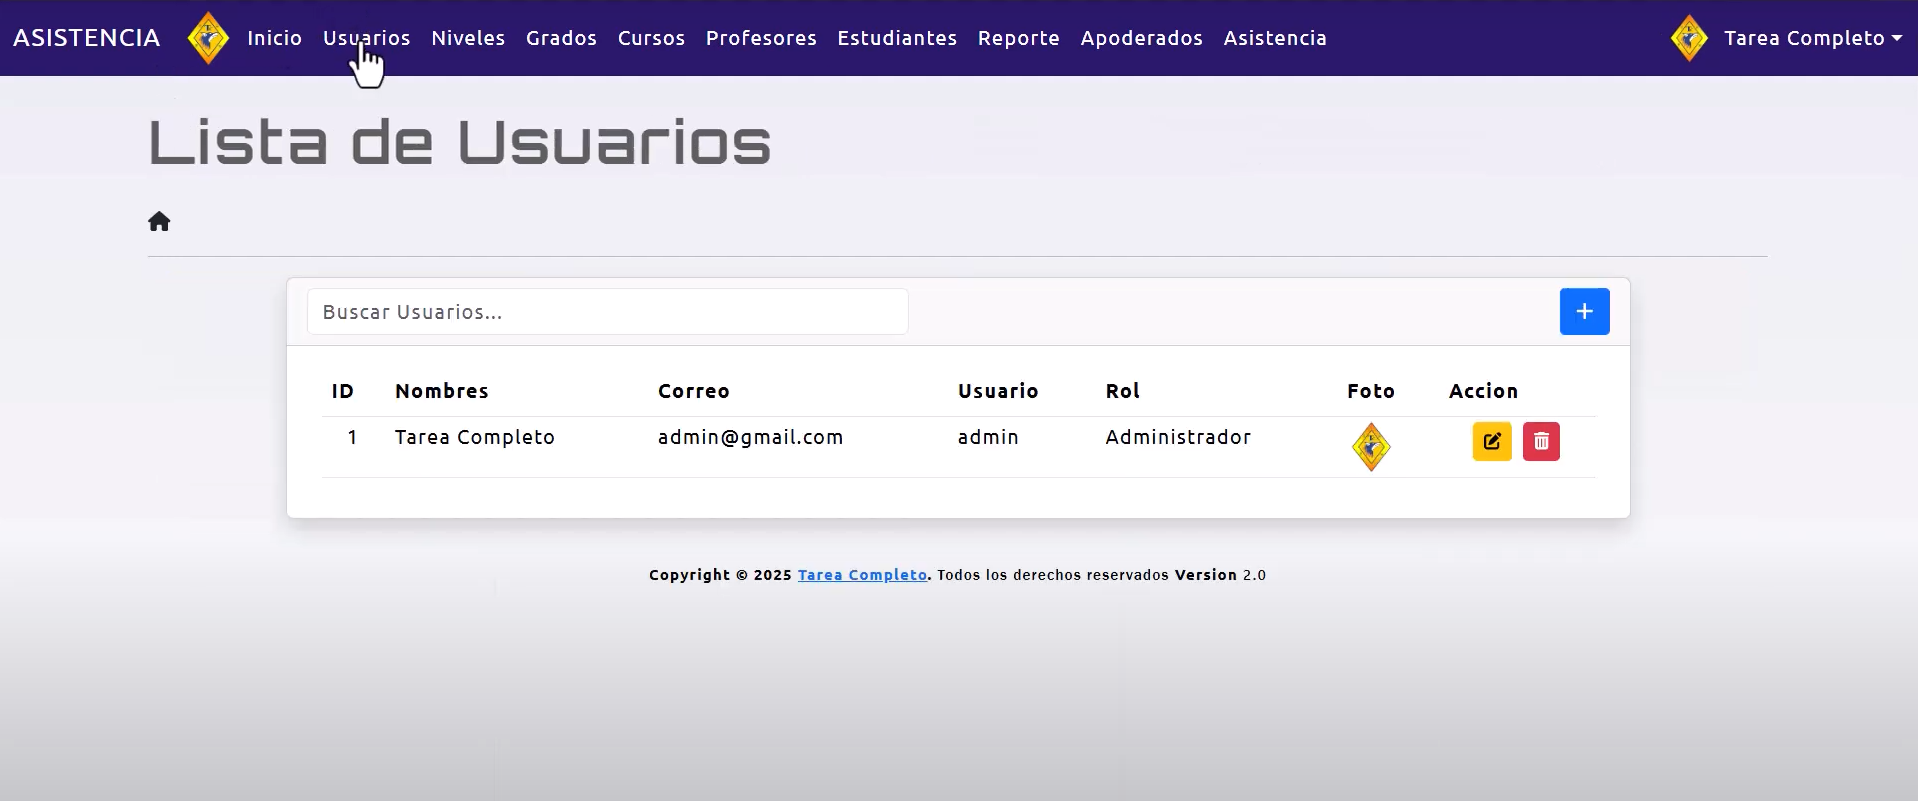 ASISTENCIA Inicio Usuarios Niveles Grados Cursos Profesores Estudiantes Reporte Apoderados Asistencia Tarea Completo
Lista de Usuarios
Buscar Usuarios...
ID Nombres Correo Usuario Rol Foto Accion
1 Tarea Completo admin@gmail.com admin Administrador
Copyright © 2025 Tarea Completo. Todos los derechos reservados Version 2.0